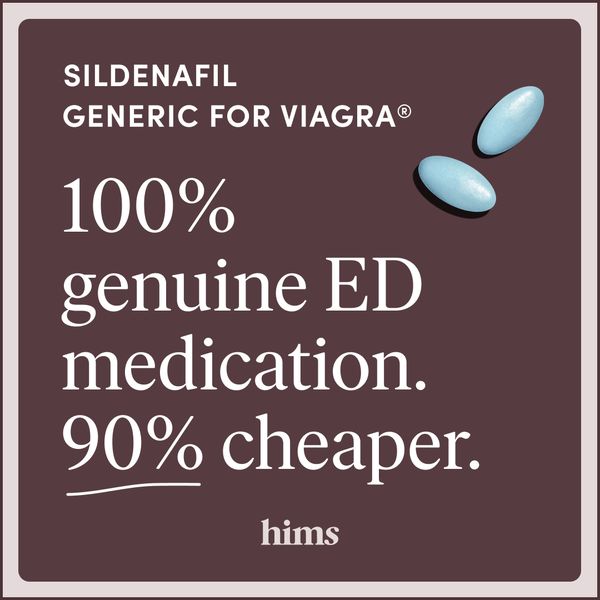 SILDENAFIL
GENERIC FOR VIAGRA®
100%
genuine ED
medication.
90% cheaper.
hims